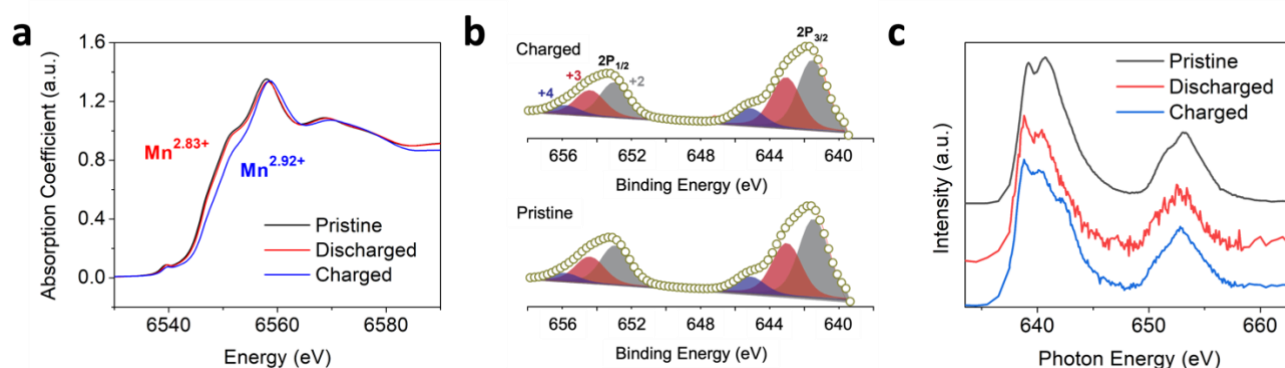 a
Absorption Coefficient (a.u.)
1.6
1.2
0.8
0.4
0.0
Mn2.83+
Mn2.92+
Pristine
Discharged
Charged
6540
6560
6580
Energy (eV)
b
Charged
2P1/2
2P3/2
+4
+3
+2
656
652
648
644
640
Binding Energy (eV)
Pristine
656
652
648
644
640
Binding Energy (eV)
c
Intensity (a.u.)
Pristine
Discharged
Charged
640
650
660
Photon Energy (eV)